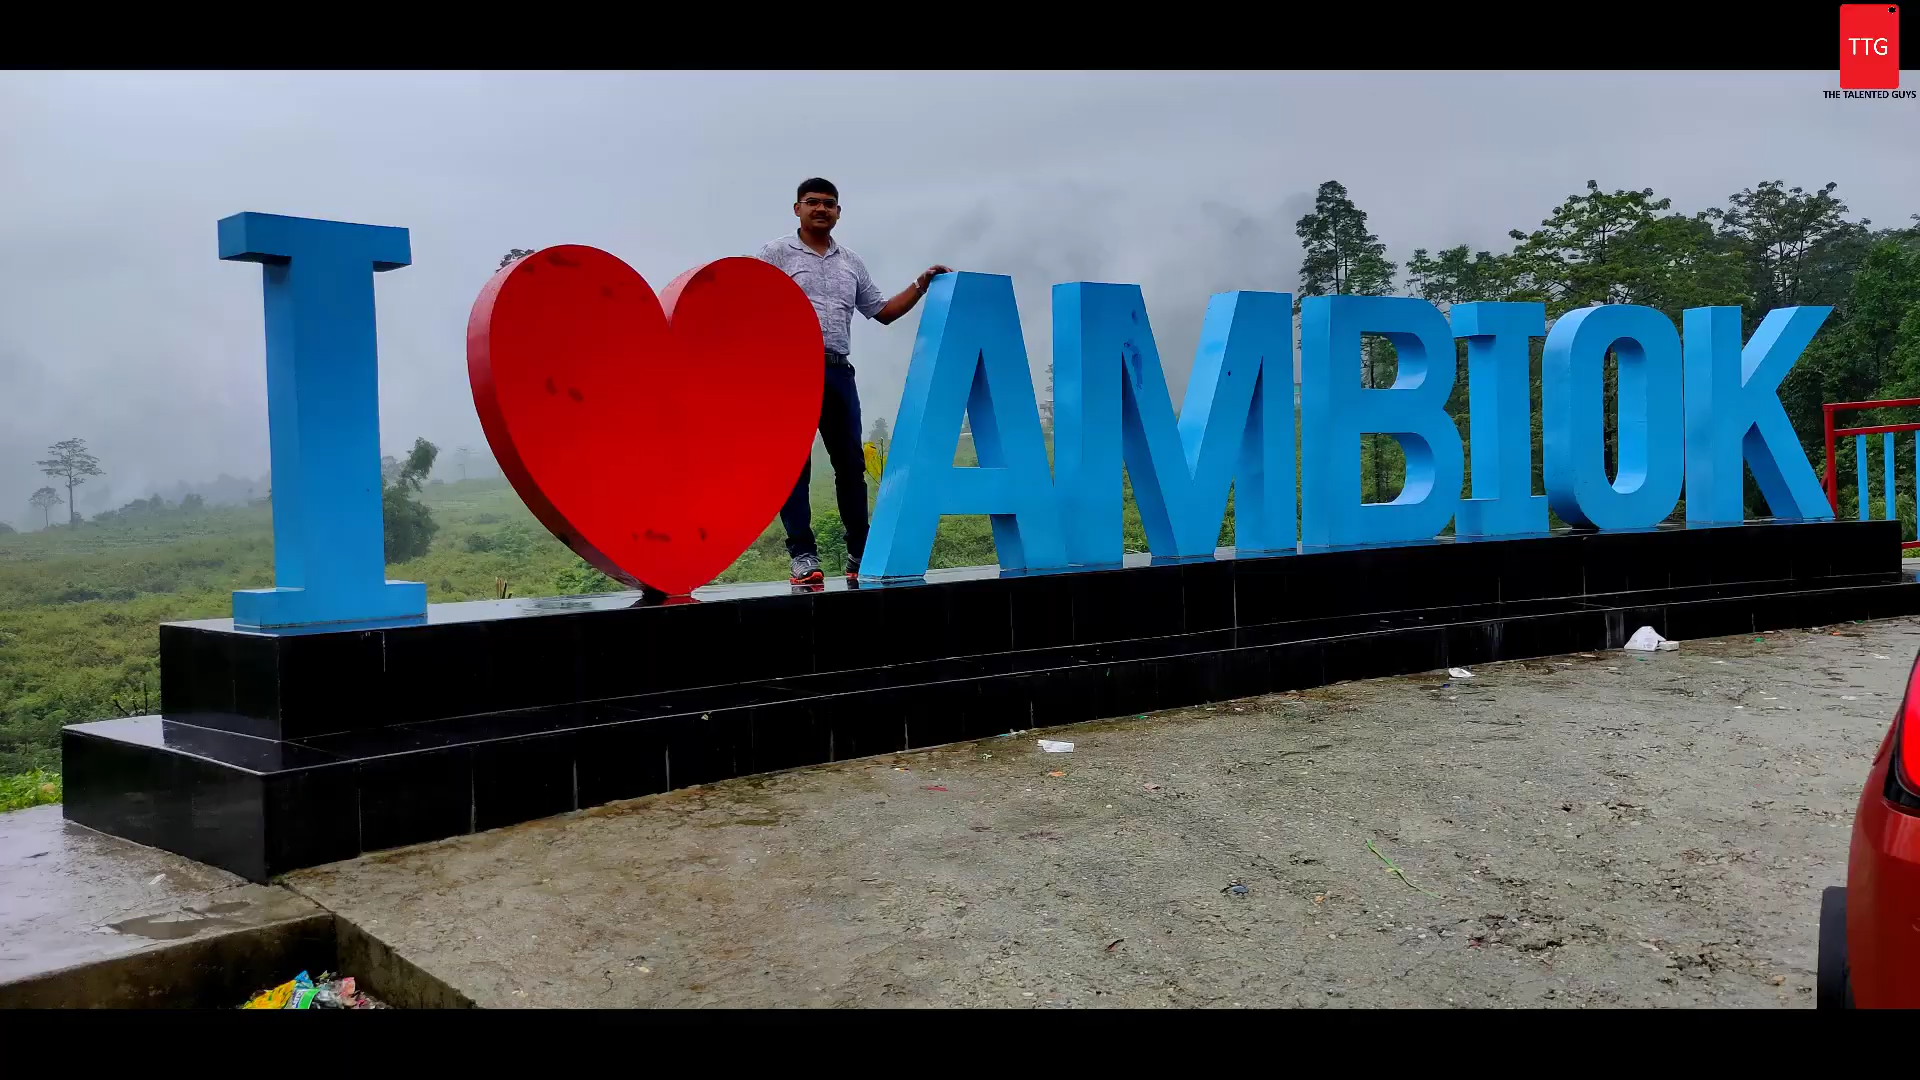 TTG
THE TALENTED GUYS
I ❤ AMBIOK